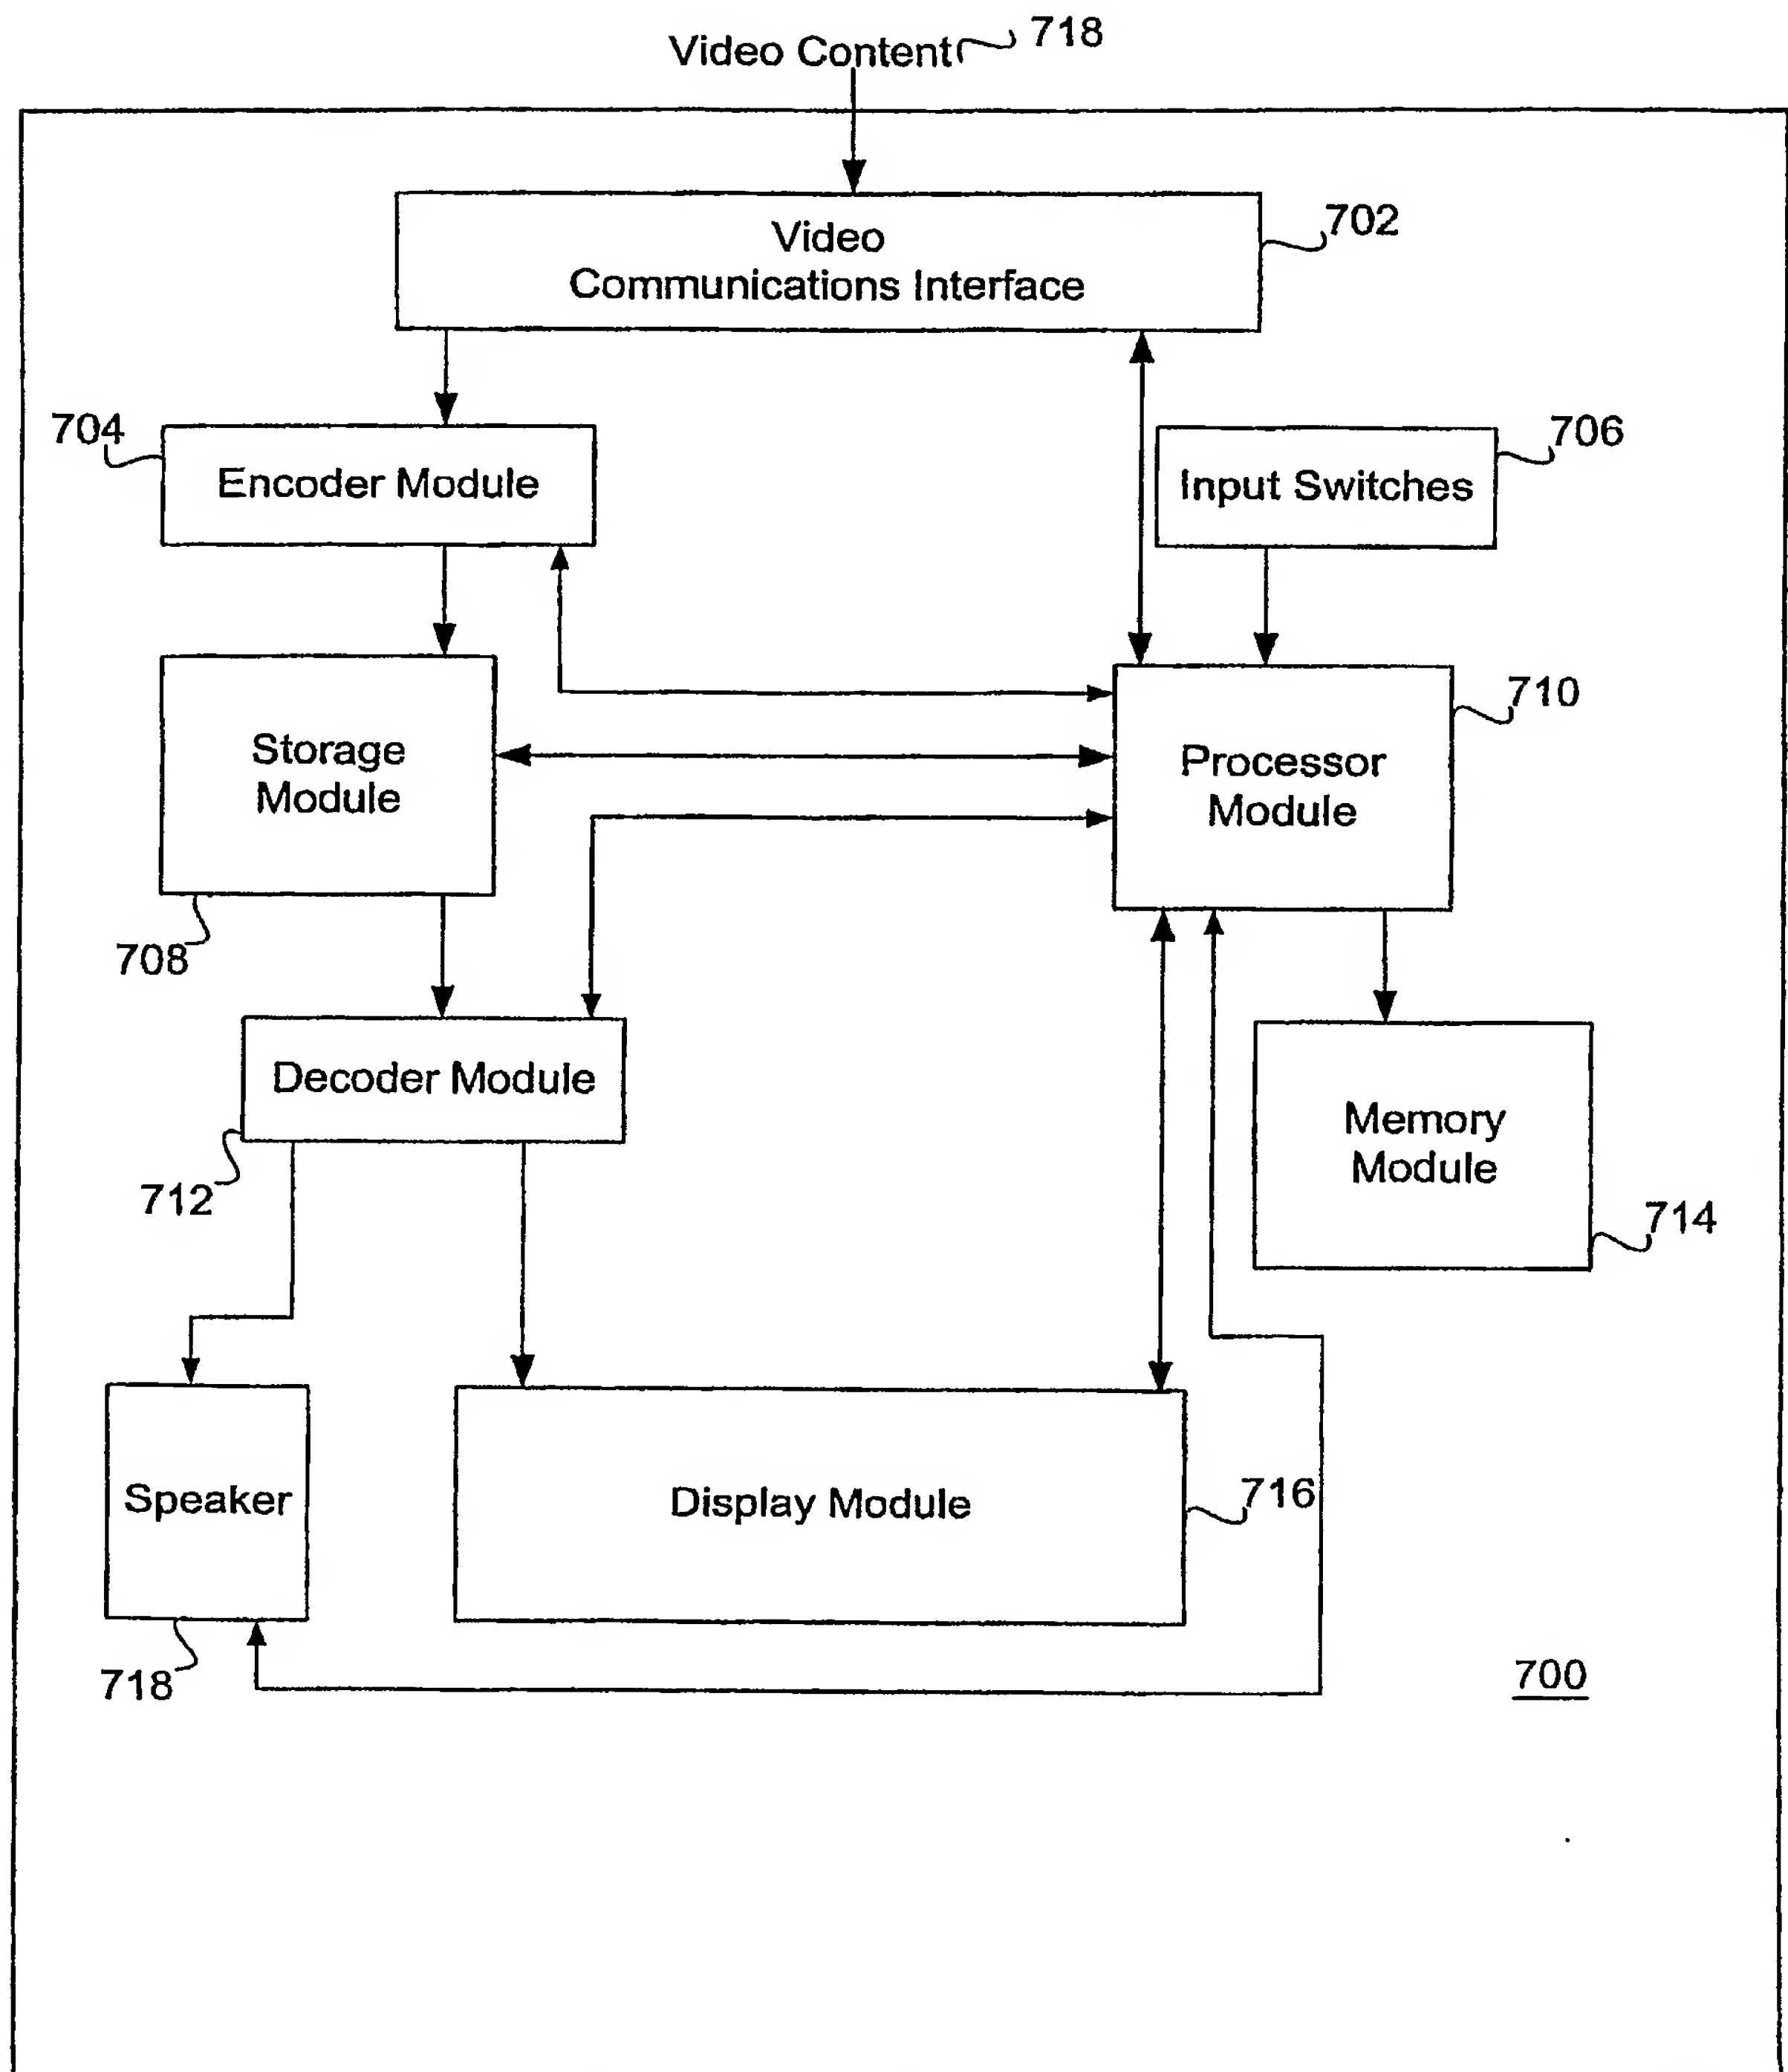 Video Content 718
702
Video
Communications Interface
704
706
Encoder Module
Input Switches
710
Storage
Module
Processor
Module
708
Decoder Module
Memory
Module
712
714
Speaker
Display Module
716
718
700